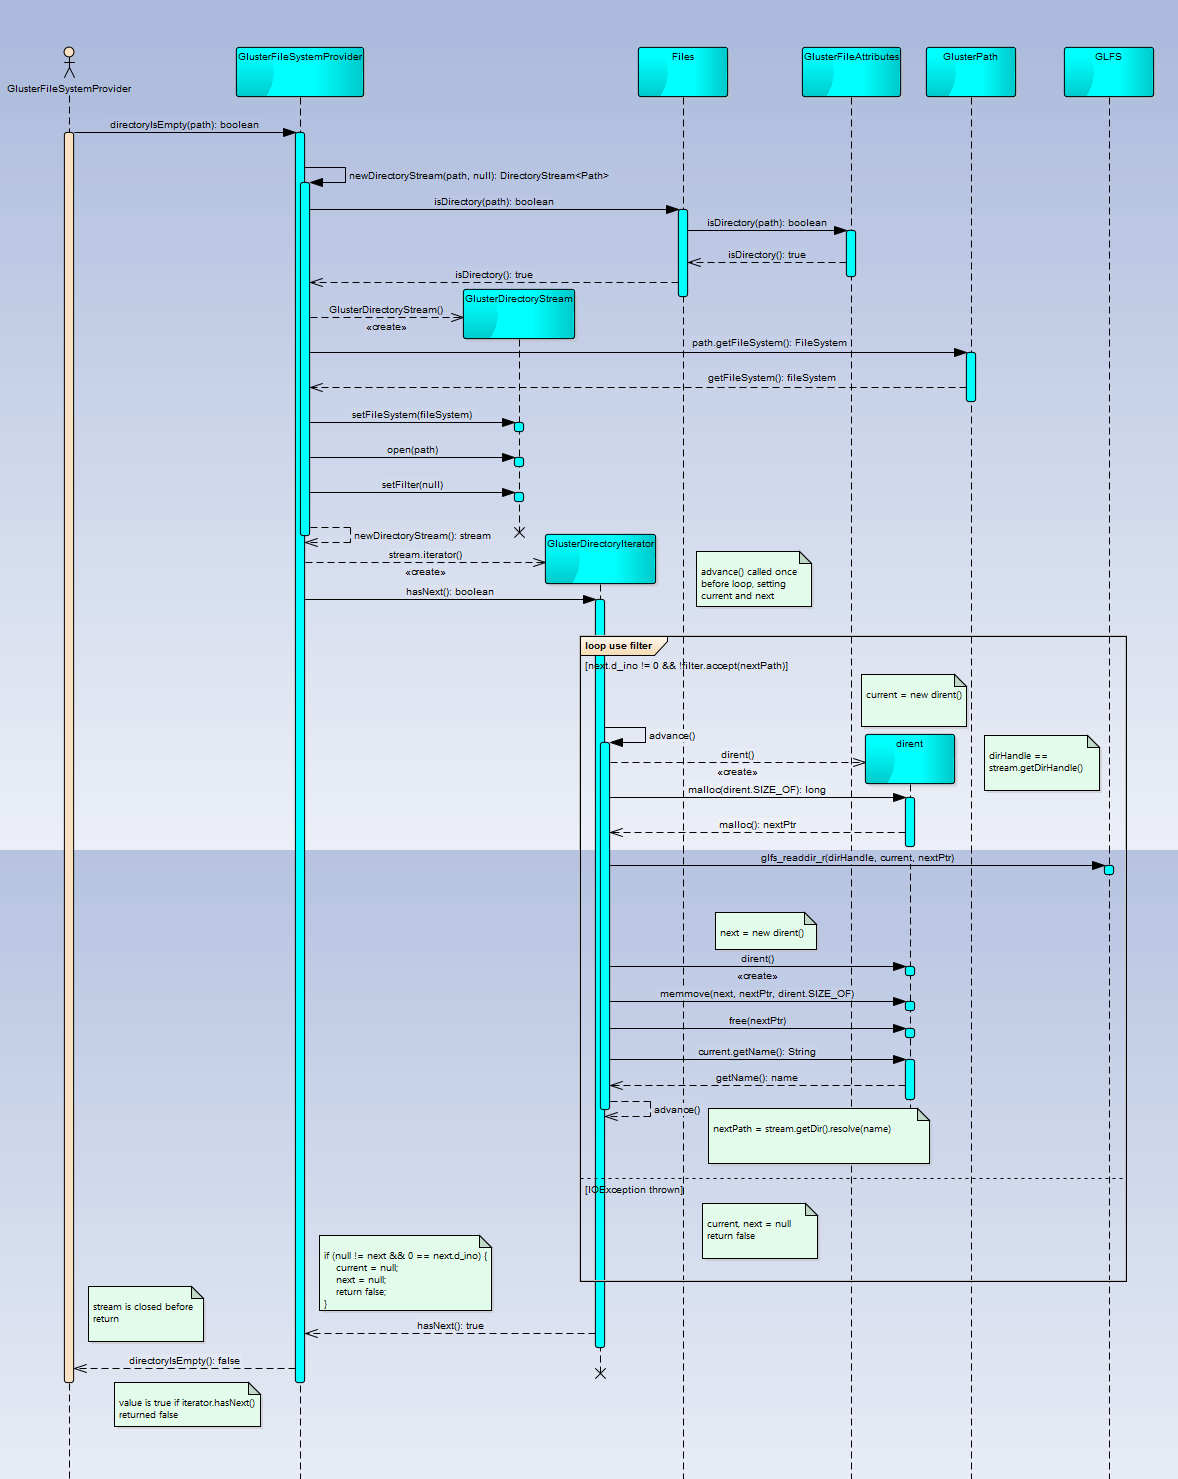 GlusterFileSystemProvider
GlusterFileSystemProvider
Files
GlusterFileAttributes
GlusterPath
GLFS
directoryIsEmpty(path): boolean
newDirectoryStream(path, null): DirectoryStream<Path>
isDirectory(path): boolean
isDirectory(path): boolean
isDirectory(): true
isDirectory(): true
GlusterDirectoryStream
GlusterDirectoryStream()
«create»
path.getFileSystem(): FileSystem
getFileSystem(): fileSystem
setFileSystem(fileSystem)
open(path)
setFilter(null)
newDirectoryStream(): stream
GlusterDirectoryIterator
stream.iterator()
«create»
advance() called once
before loop, setting
current and next
hasNext(): boolean
loop use filter
[next.d_ino != 0 && !filter.accept(nextPath)]
current = new dirent()
advance()
dirent
dirHandle ==
stream.getDirHandle()
dirent()
«create»
malloc(dirent.SIZE_OF): long
malloc(): nextPtr
glfs_readdir_r(dirHandle, current, nextPtr)
next = new dirent()
dirent()
«create»
memmove(next, nextPtr, dirent.SIZE_OF)
free(nextPtr)
current.getName(): String
getName(): name
advance()
nextPath = stream.getDir().resolve(name)
[IOException thrown]
current, next = null
return false
if (null != next && 0 == next.d_ino) {
current = null;
next = null;
return false;
}
stream is closed before
return
hasNext(): true
directoryIsEmpty(): false
value is true if iterator.hasNext()
returned false